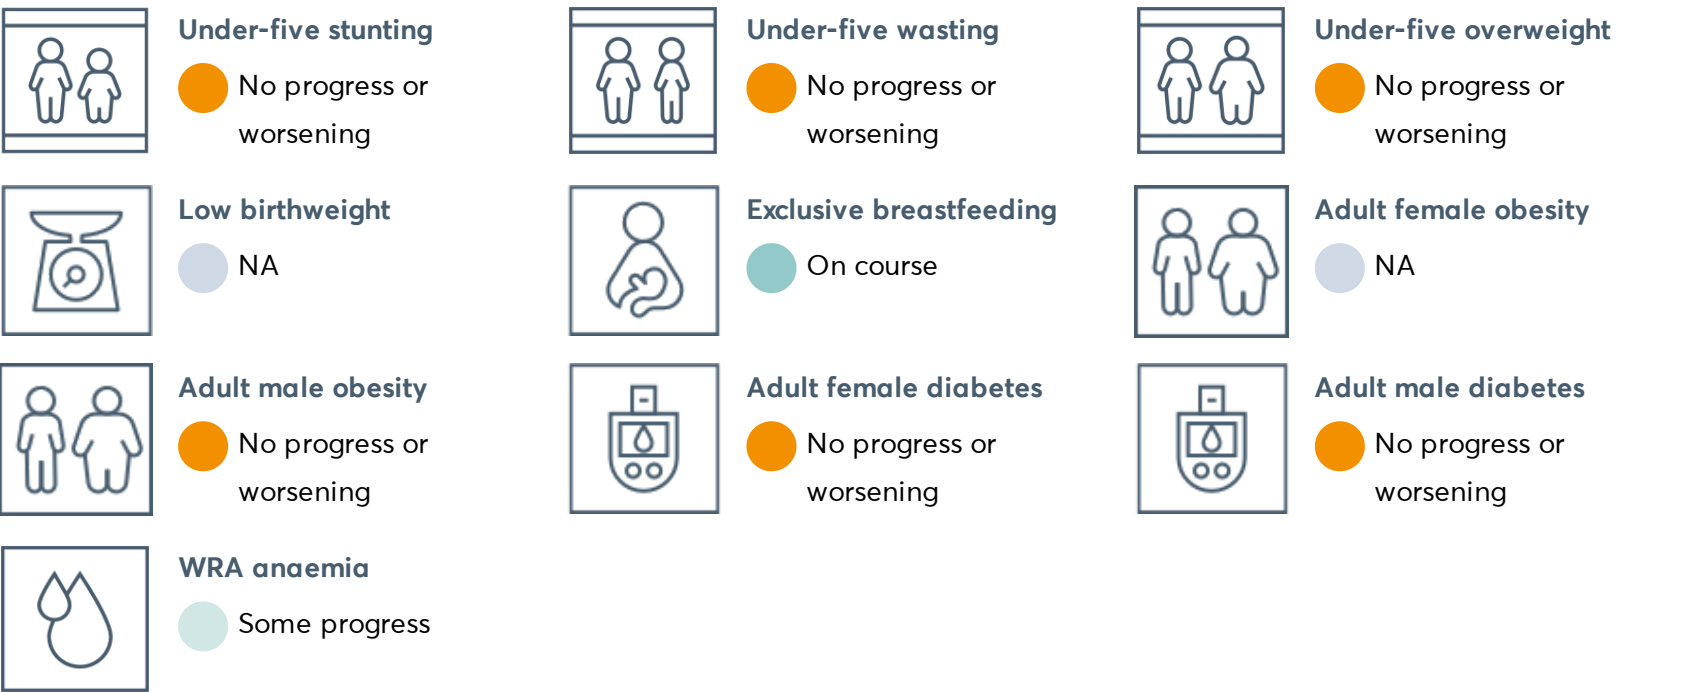 Under-five stunting
No progress or
worsening
Under-five wasting
No progress or
worsening
Under-five overweight
No progress or
worsening
Low birthweight
NA
Exclusive breastfeeding
On course
Adult female obesity
NA
Adult male obesity
No progress or
worsening
Adult female diabetes
No progress or
worsening
Adult male diabetes
No progress or
worsening
WRA anaemia
Some progress